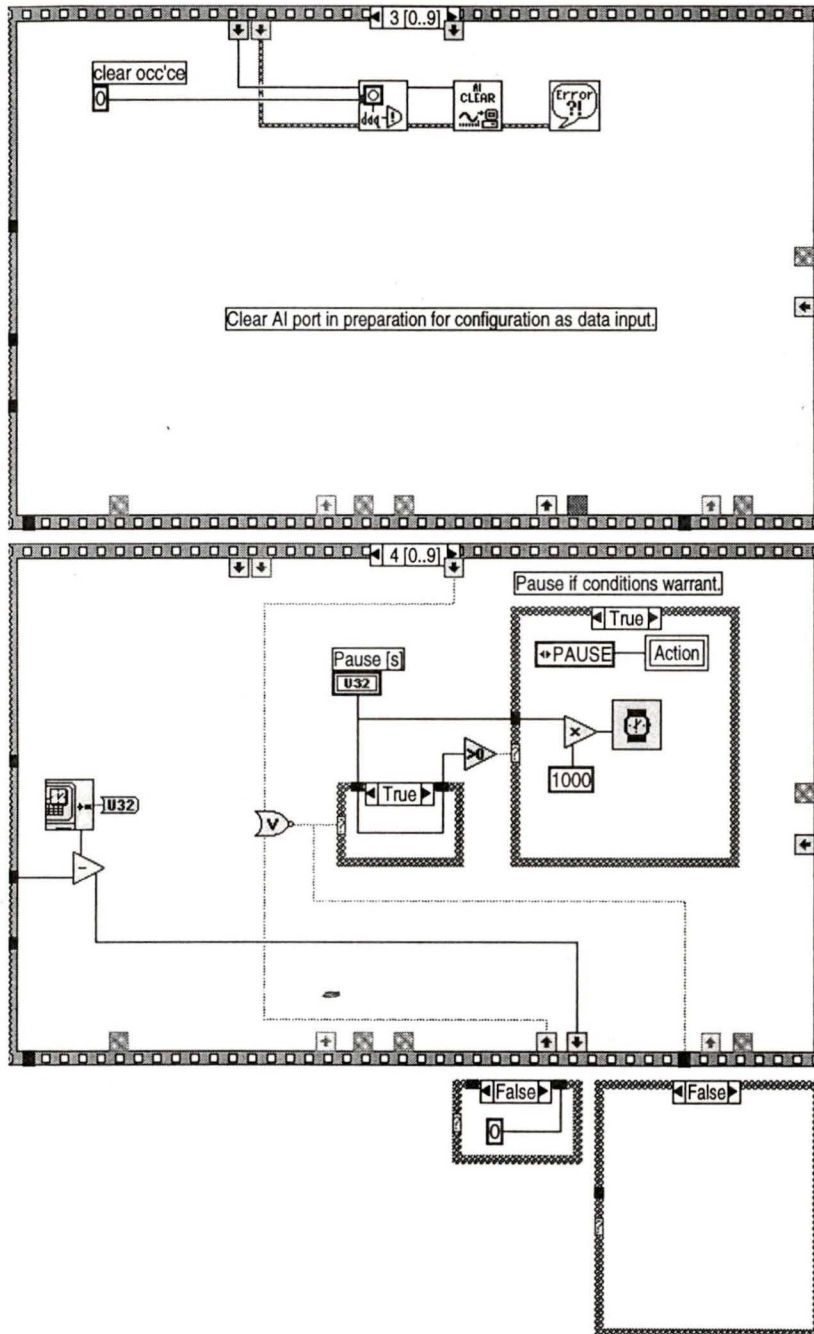 3 [0..9]
clear occ'ce
0
AI CLEAR
Error ?!
ddq
Clear AI port in preparation for configuration as data input.
4 [0..9]
Pause if conditions warrant.
True
PAUSE
Action
Pause [s]
U32
×
>0
1000
True
U32
V
-
False
0
False